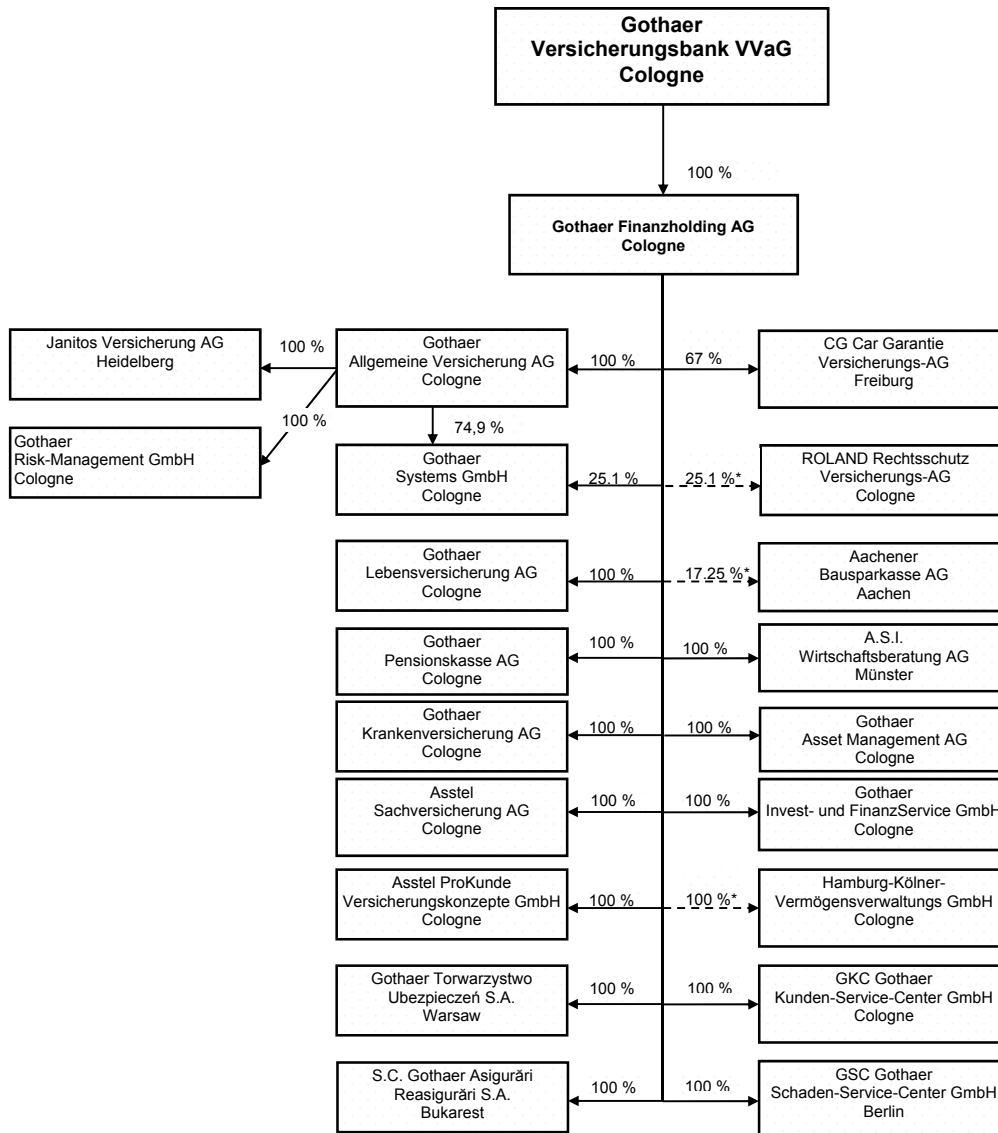 Gothaer
Versicherungsbank VVaG
Cologne
100 %
Gothaer Finanzholding AG
Cologne
Janitos Versicherung AG
Heidelberg
100 %
Gothaer
Allgemeine Versicherung AG
Cologne
100 %
67 %
CG Car Garantie
Versicherungs-AG
Freiburg
100 %
Gothaer
Risk-Management GmbH
Cologne
74,9 %
Gothaer
Systems GmbH
Cologne
25.1 %
25.1 %*
ROLAND Rechtsschutz
Versicherungs-AG
Cologne
Gothaer
Lebensversicherung AG
Cologne
100 %
17.25 %*
Aachener
Bausparkasse AG
Aachen
Gothaer
Pensionskasse AG
Cologne
100 %
100 %
A.S.I.
Wirtschaftsberatung AG
Münster
Gothaer
Krankenversicherung AG
Cologne
100 %
100 %
Gothaer
Asset Management AG
Cologne
Asstel
Sachversicherung AG
Cologne
100 %
100 %
Gothaer
Invest- und FinanzService GmbH
Cologne
Asstel ProKunde
Versicherungskonzepte GmbH
Cologne
100 %
100 %*
Hamburg-Kölner-
Vermögensverwaltungs GmbH
Cologne
Gothaer Torwarzystwo
Ubezpieczeń S.A.
Warsaw
100 %
100 %
GKC Gothaer
Kunden-Service-Center GmbH
Cologne
S.C. Gothaer Asigurări
Reasigurări S.A.
Bukarest
100 %
100 %
GSC Gothaer
Schaden-Service-Center GmbH
Berlin